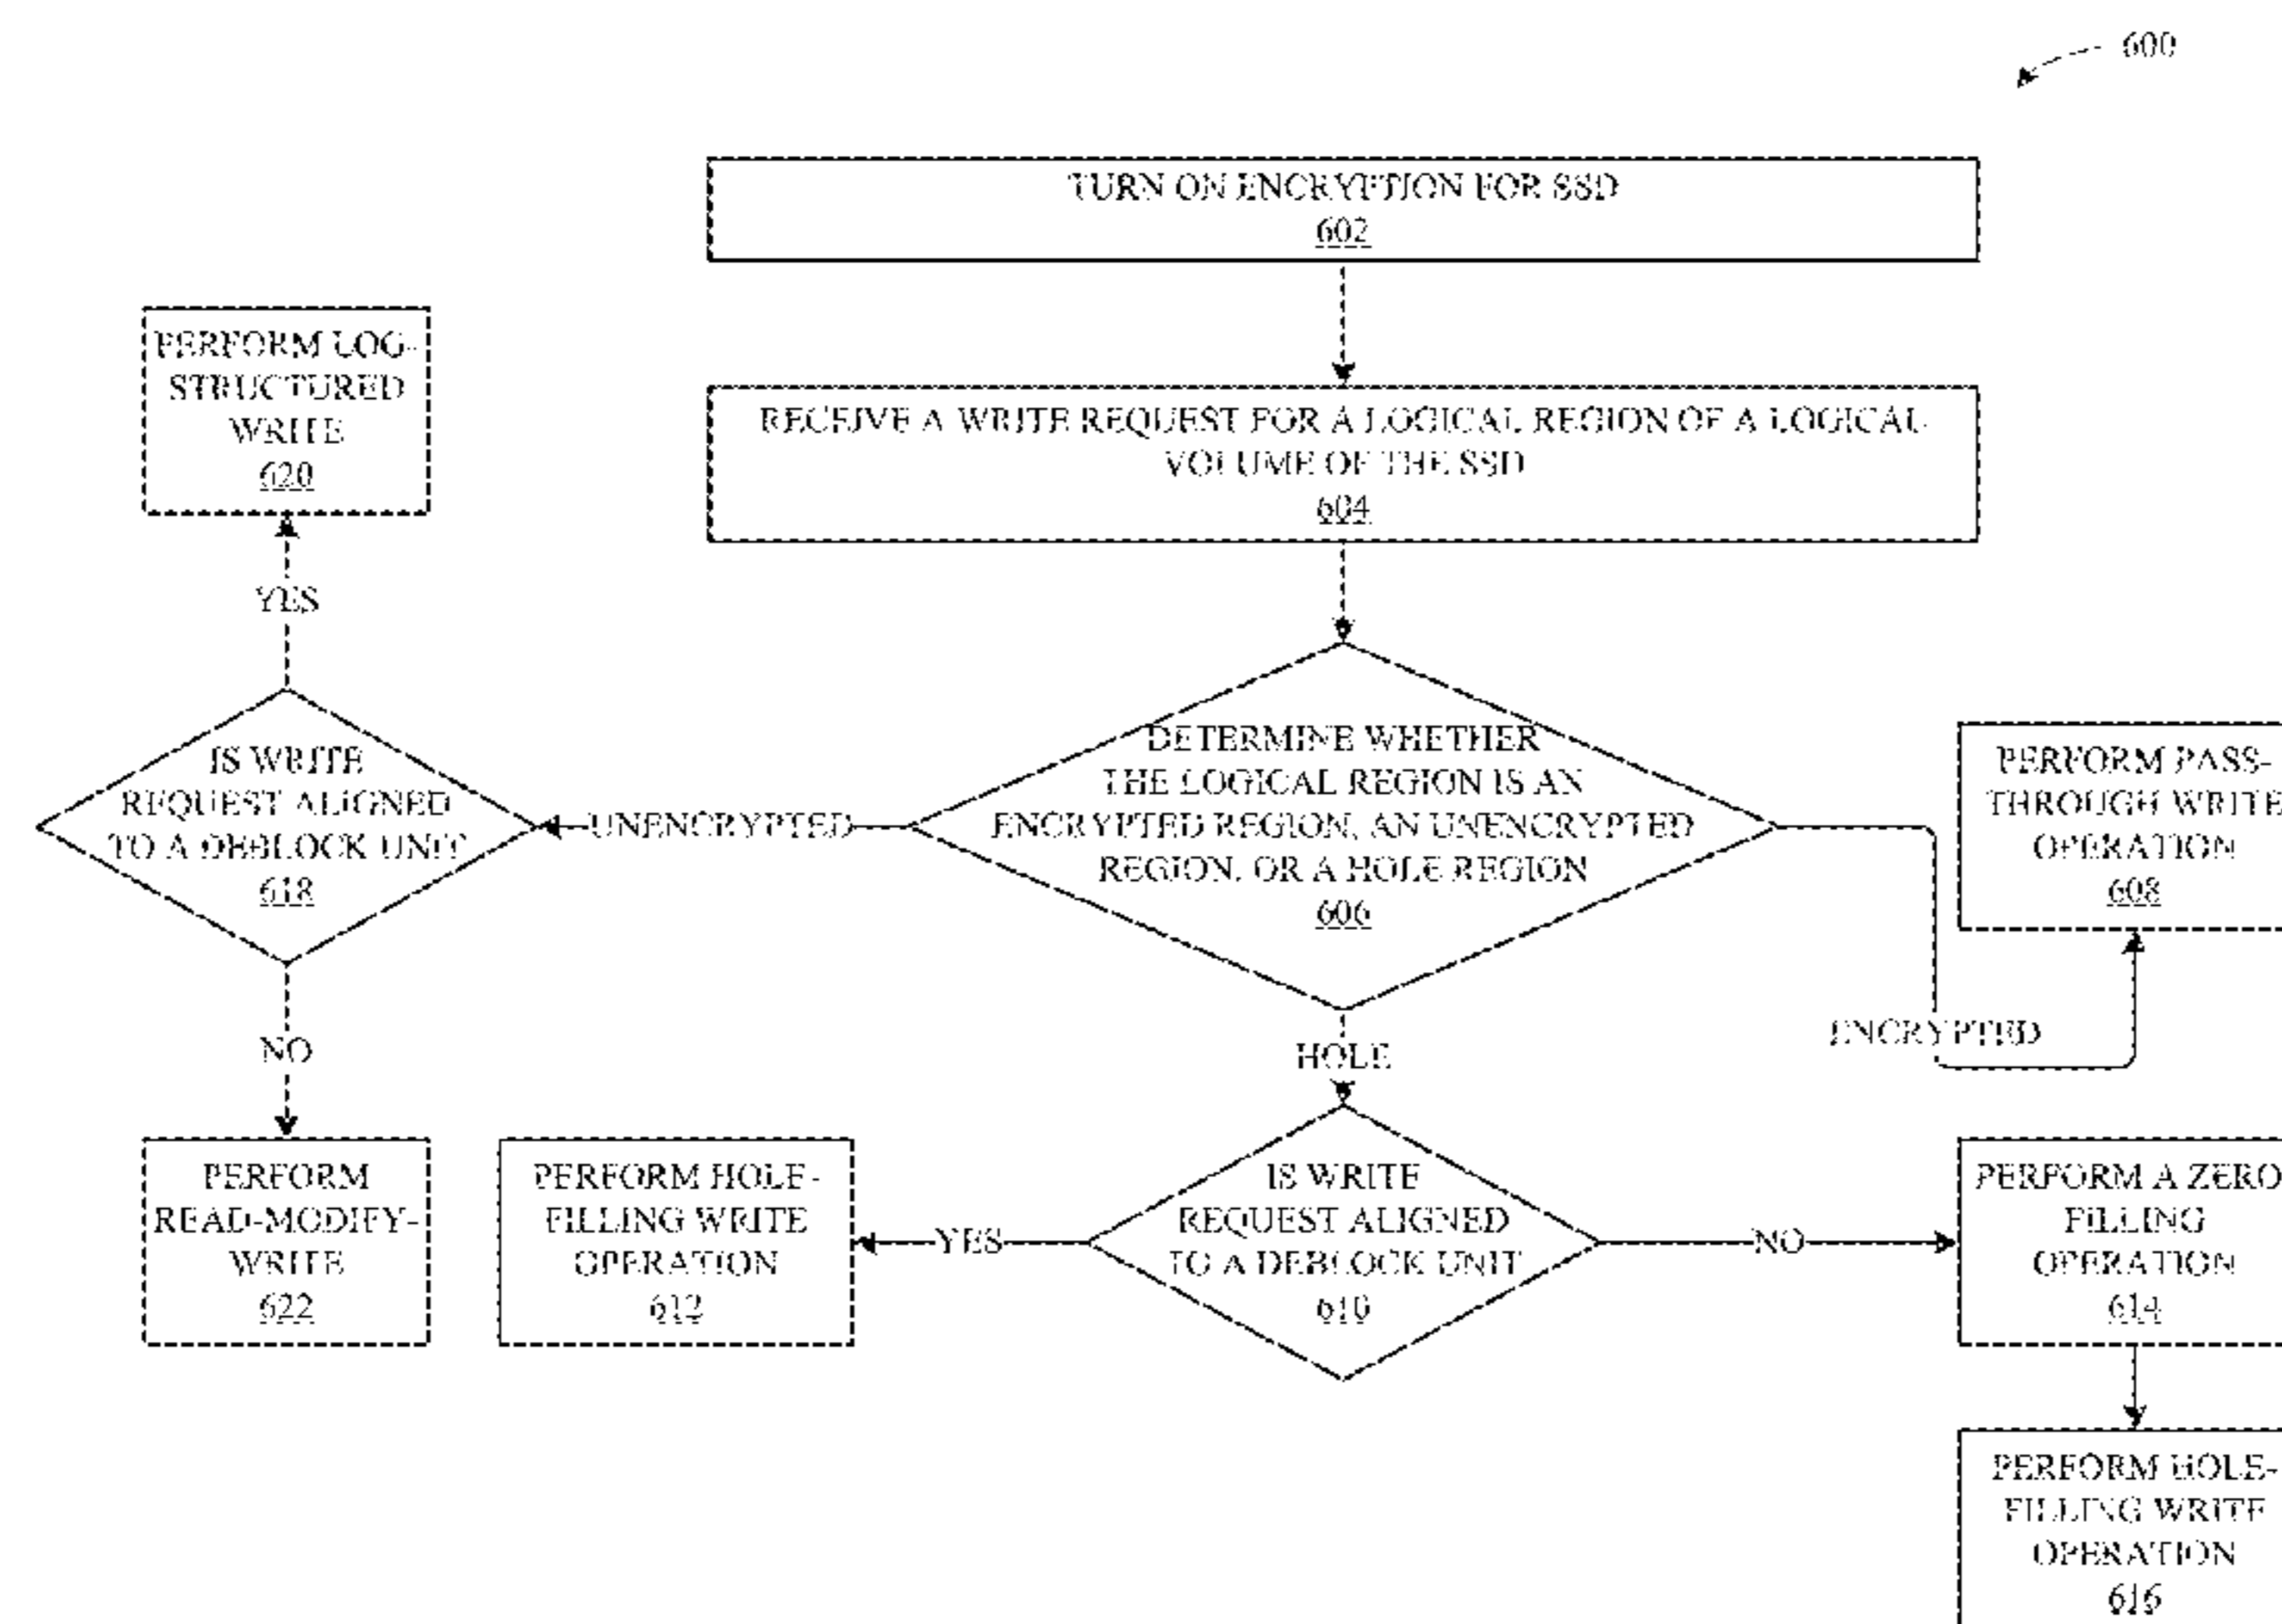 600
TURN ON ENCRYPTION FOR SSD
602
RECEIVE A WRITE REQUEST FOR A LOGICAL REGION OF A LOGICAL
VOLUME OF THE SSD
604
PERFORM LOG-
STRUCTURED
WRITE
620
YES
DETERMINE WHETHER
THE LOGICAL REGION IS AN
ENCRYPTED REGION, AN UNENCRYPTED
REGION, OR A HOLE REGION
606
IS WRITE
REQUEST ALIGNED
TO A DEBLOCK UNIT
618
UNENCRYPTED
PERFORM PASS-
THROUGH WRITE
OPERATION
608
ENCRYPTED
NO
HOLE
PERFORM
READ-MODIFY-
WRITE
622
PERFORM HOLE-
FILLING WRITE
OPERATION
612
YES
IS WRITE
REQUEST ALIGNED
TO A DEBLOCK UNIT
610
NO
PERFORM A ZERO
FILLING
OPERATION
614
PERFORM HOLE-
FILLING WRITE
OPERATION
616